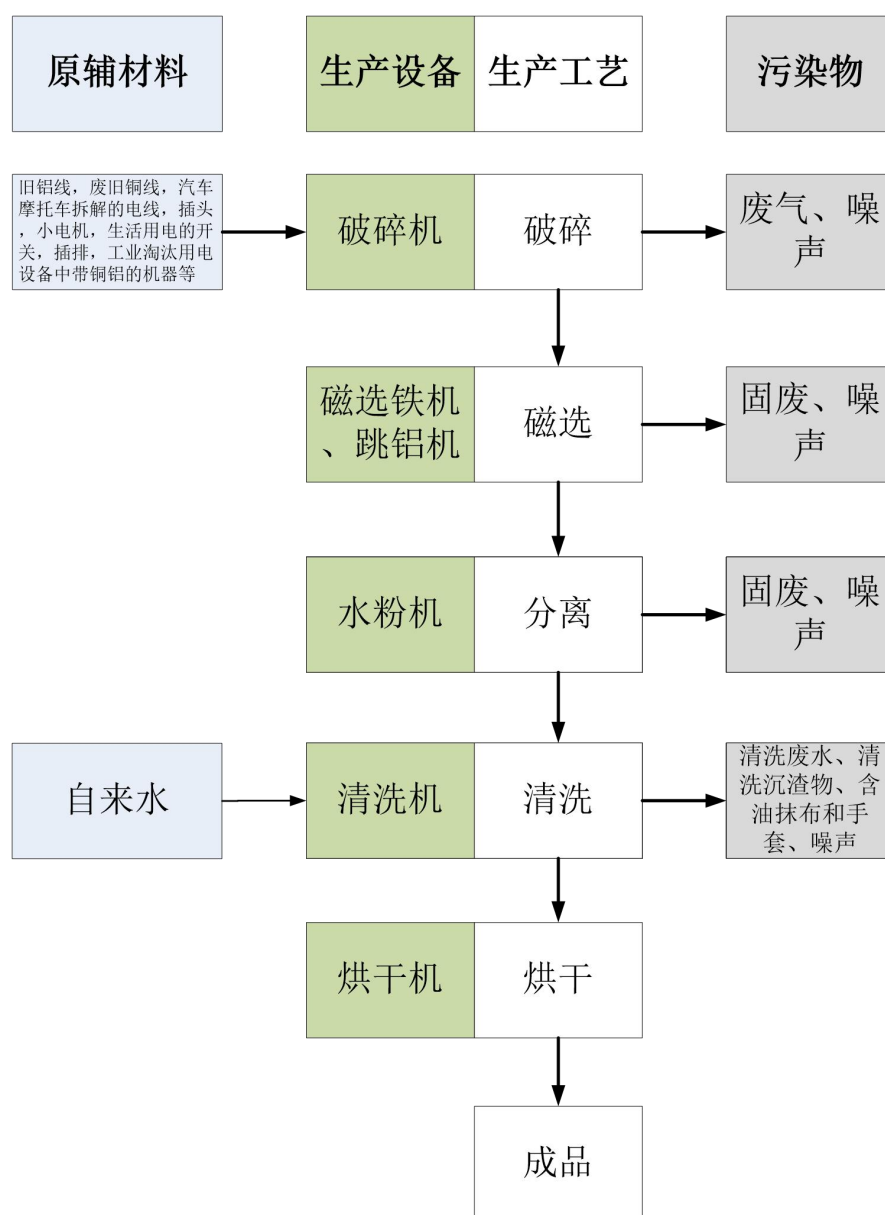 原辅材料
生产设备
生产工艺
污染物
旧铝线，废旧铜线，汽车
摩托车拆解的电线，插头
，小电机，生活用电的开
关，插排，工业淘汰用电
设备中带铜铝的机器等
破碎机
破碎
废气、噪
声
磁选铁机
、跳铝机
磁选
固废、噪
声
水粉机
分离
固废、噪
声
自来水
清洗机
清洗
清洗废水、清
洗沉渣物、含
油抹布和手
套、噪声
烘干机
烘干
成品